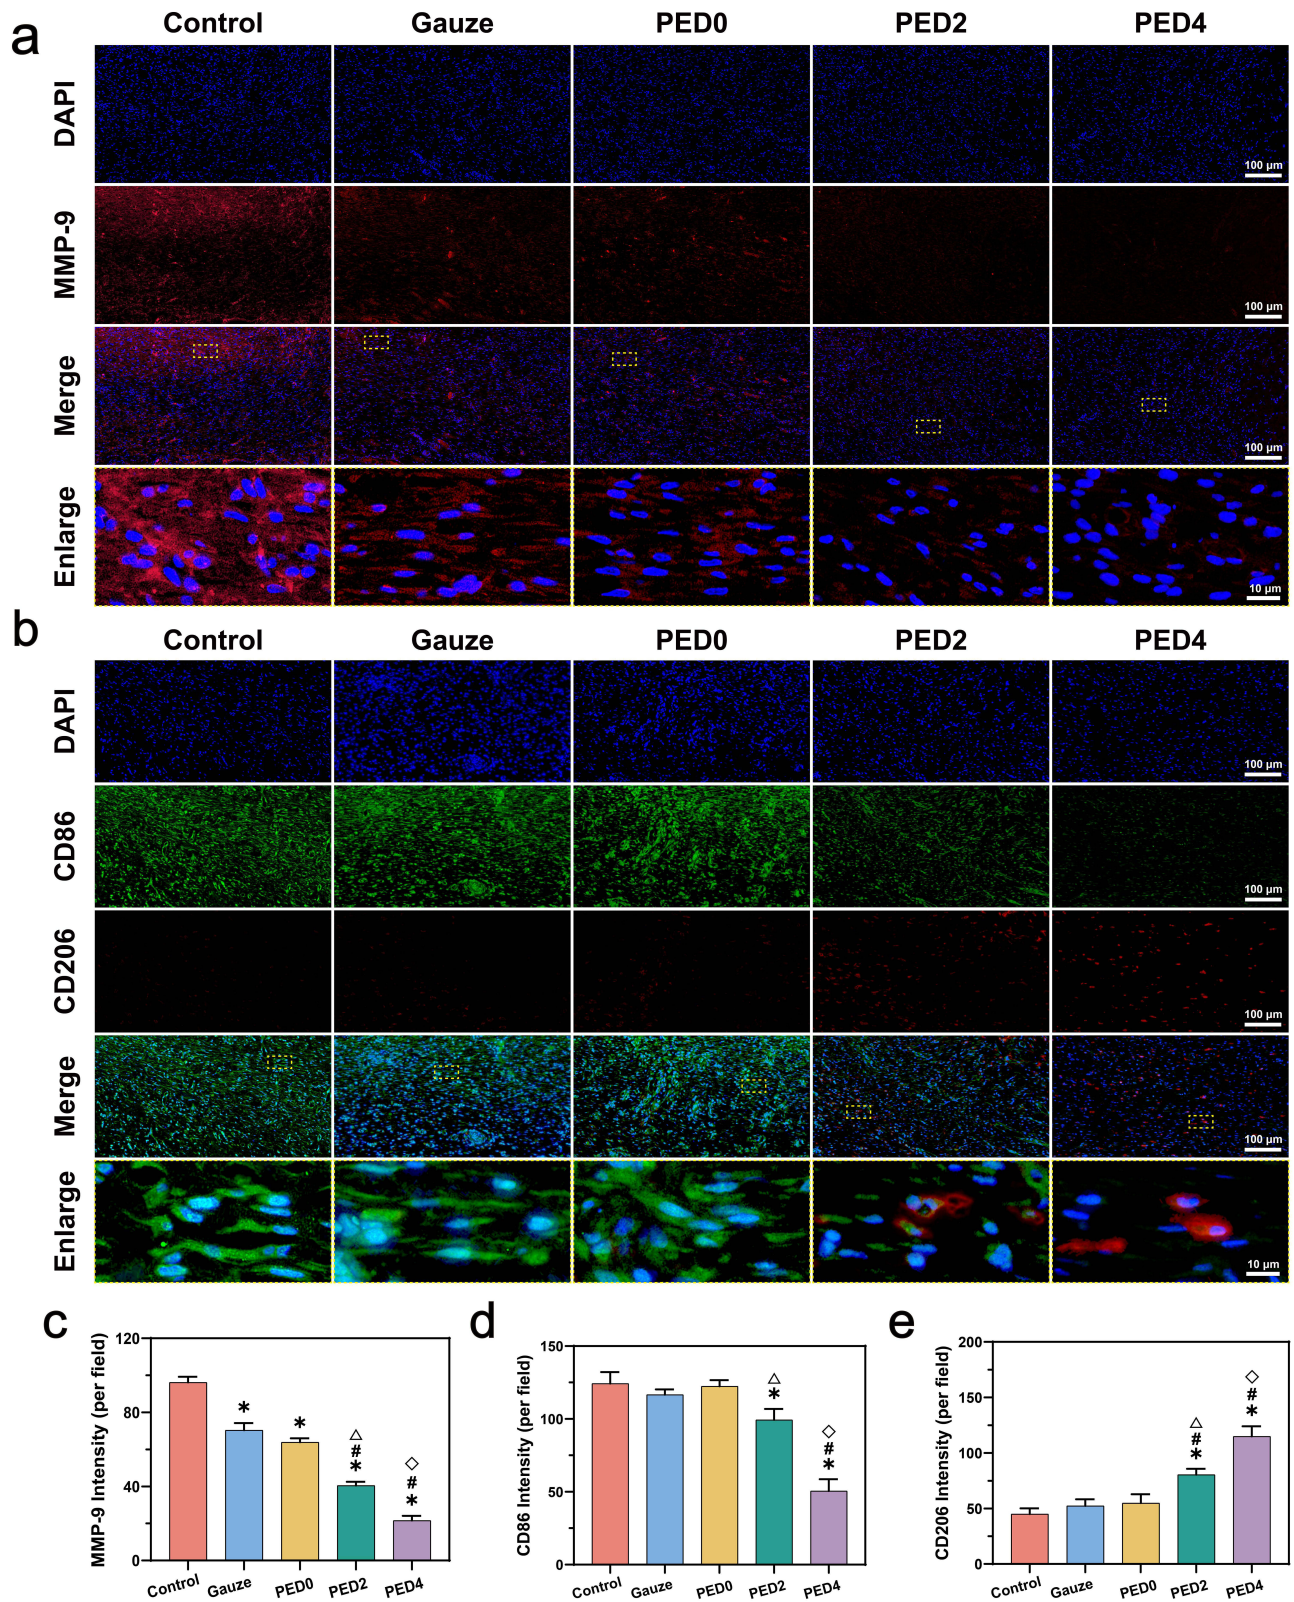 a
Control Gauze PED0 PED2 PED4
DAPI
100 μm
MMP-9
100 μm
Merge
100 μm
Enlarge
10 μm
b
Control Gauze PED0 PED2 PED4
DAPI
100 μm
CD86
100 μm
CD206
100 μm
Merge
100 μm
Enlarge
10 μm
c
MMP-9 Intensity (per field)
120
80
40
0
*
*
△
#
*
◇
#
*
Control Gauze PED0 PED2 PED4
d
CD86 Intensity (per field)
150
100
50
0
△
*
◇
#
*
Control Gauze PED0 PED2 PED4
e
CD206 Intensity (per field)
200
150
100
50
0
△
#
*
◇
#
*
Control Gauze PED0 PED2 PED4